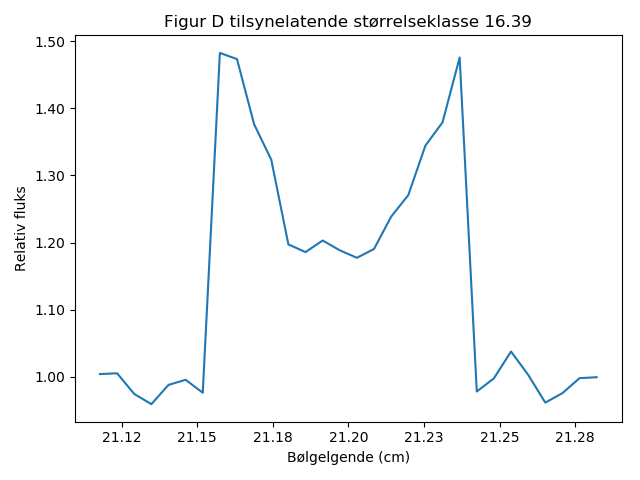 Figur D tilsynelatende størrelseklasse 16.39
1.50
1.40
1.30
1.20
1.10
1.00
Relativ fluks
21.12 21.15 21.18 21.20 21.23 21.25 21.28
Bølgelgende (cm)